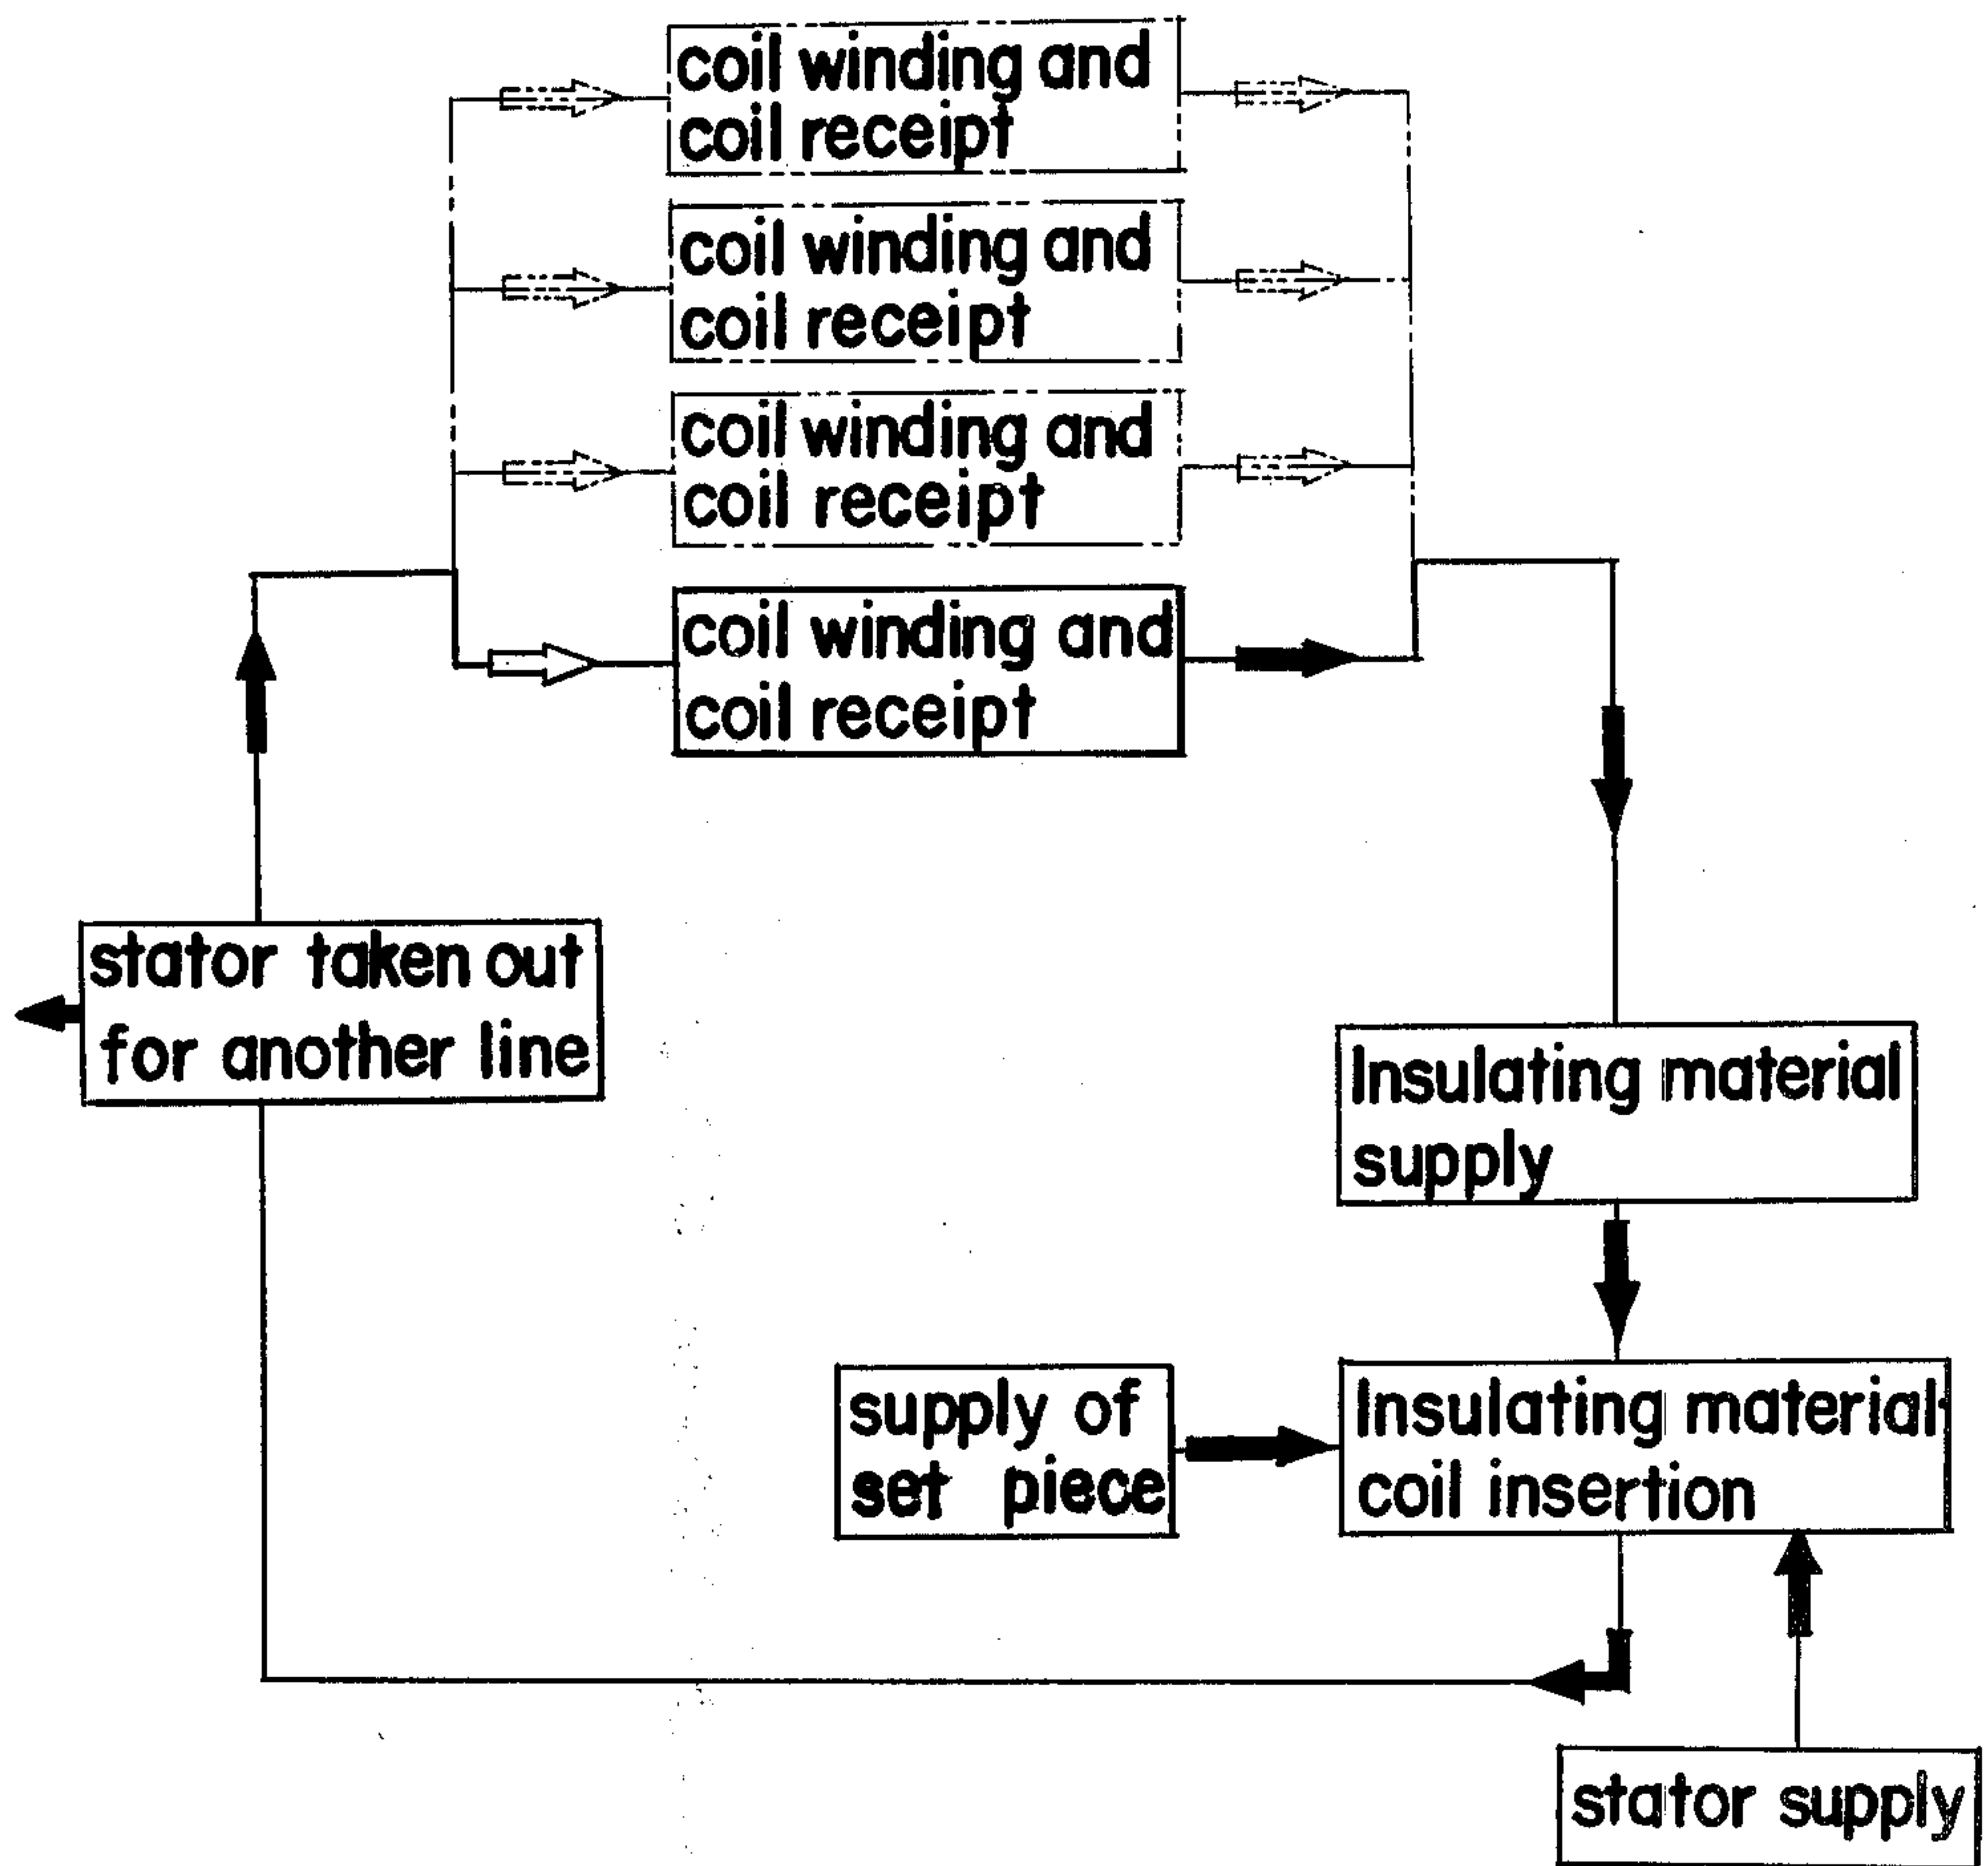 coil winding and
coil receipt
coil winding and
coil receipt
coil winding and
coil receipt
coil winding and
coil receipt
stator taken out
for another line
Insulating material
supply
supply of
set piece
Insulating material·
coil insertion
stator supply